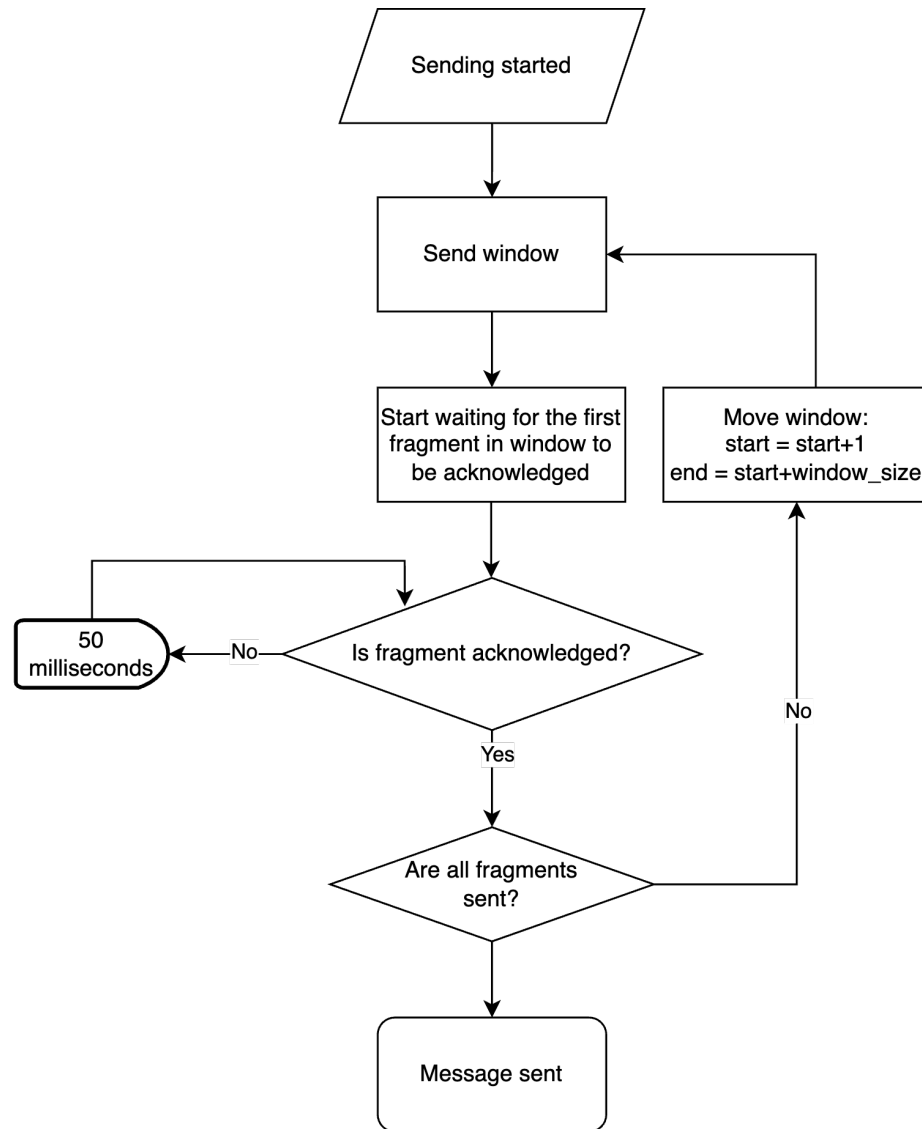 Sending started
Send window
Start waiting for the first
fragment in window to
be acknowledged
Move window:
start = start+1
end = start+window_size
50
milliseconds
No
Is fragment acknowledged?
No
Yes
Are all fragments
sent?
Message sent